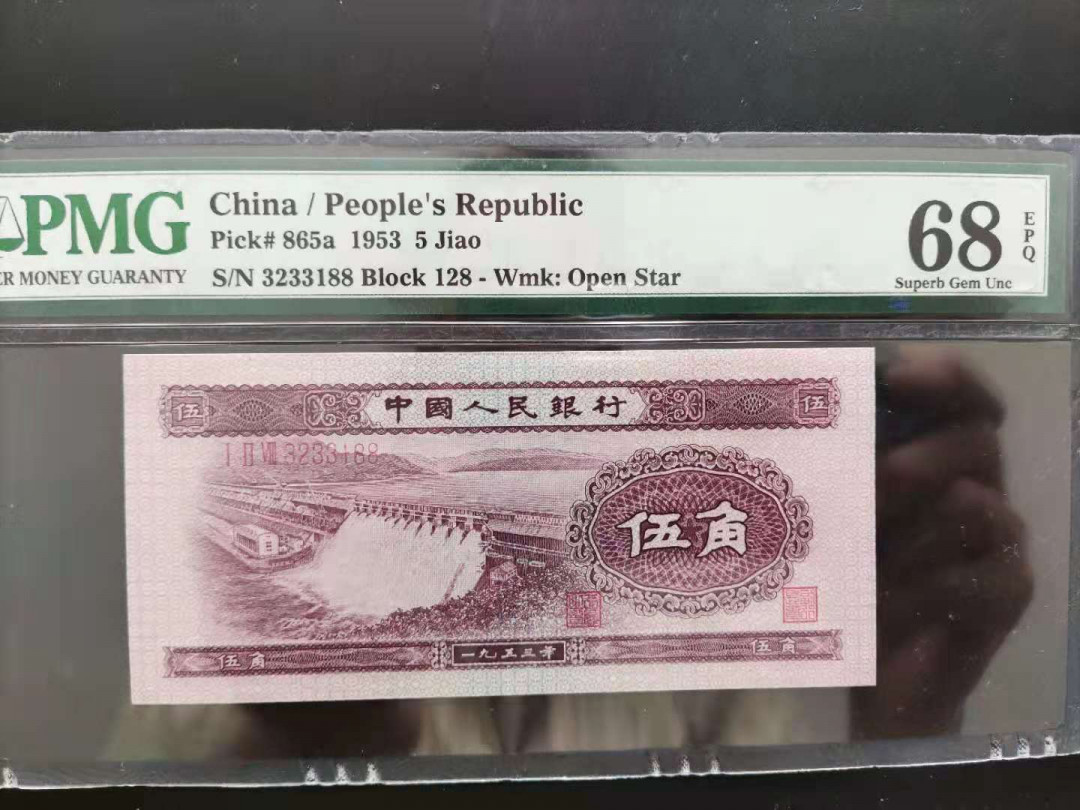 PMG
ER MONEY GUARANTY
China / People's Republic
Pick# 865a 1953 5 Jiao
S/N 3233188 Block 128 - Wmk: Open Star
68
EPQ
Superb Gem Unc
伍 中國人民銀行 伍
I II VIII 3233188
伍角
伍角 一九五三年 伍角